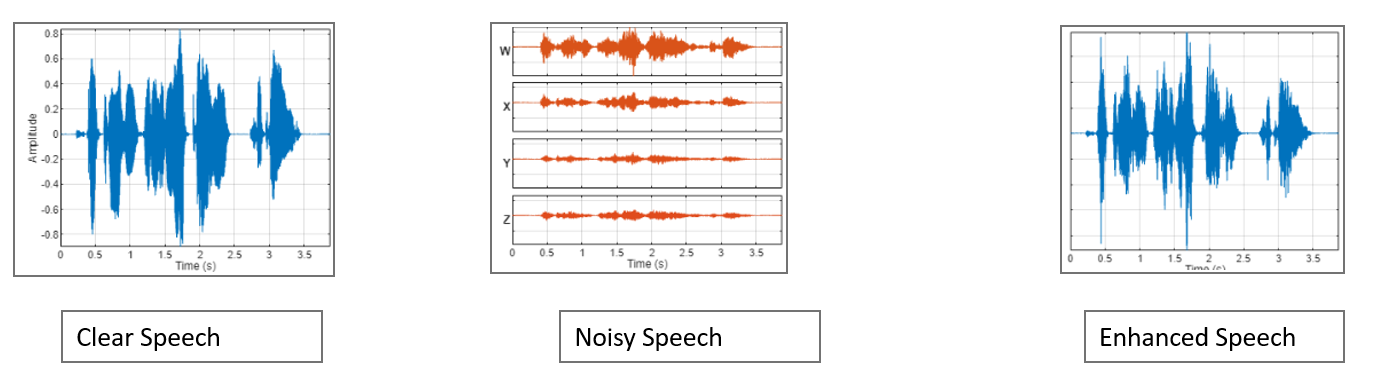 0.8
0.6
0.4
0.2
0
-0.2
-0.4
-0.6
-0.8
Amplitude
0 0.5 1 1.5 2 2.5 3 3.5
Time (s)
W
X
Y
Z
0 0.5 1 1.5 2 2.5 3 3.5
Time (s)
0 0.5 1 1.5 2 2.5 3 3.5
Time (s)
Clear Speech
Noisy Speech
Enhanced Speech